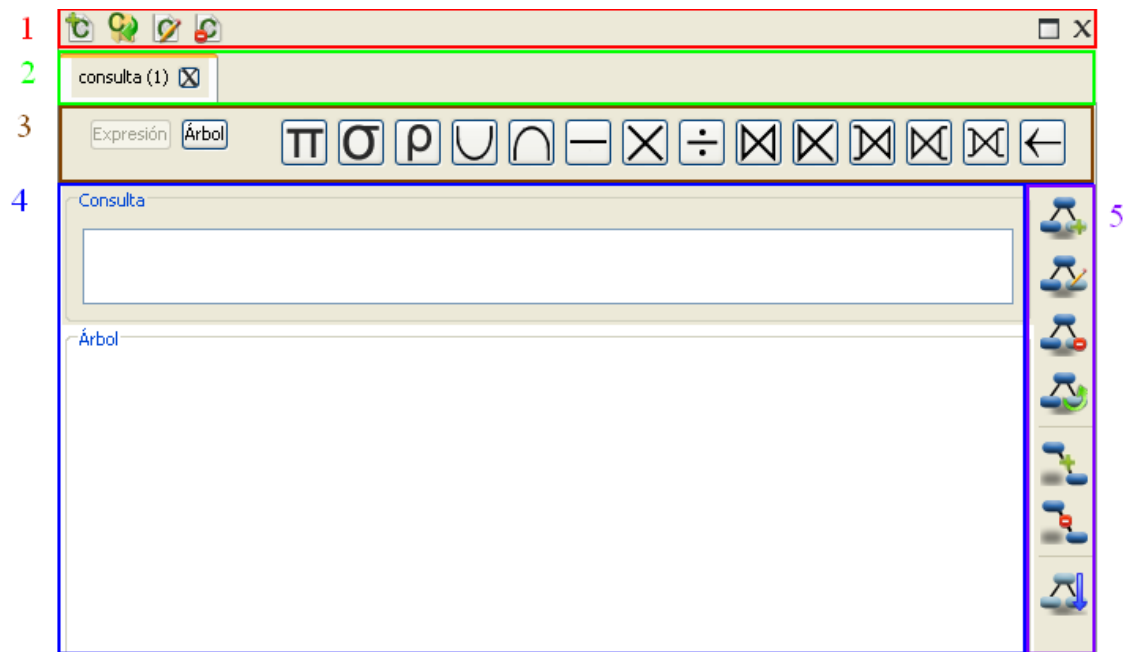 1
X
2
consulta (1)
3
Expresión Árbol
π σ ρ ∪ ∩ − × ÷ ⋈ ⋉ ⟕ ⟖ ⟗ ←
4
Consulta
5
Árbol